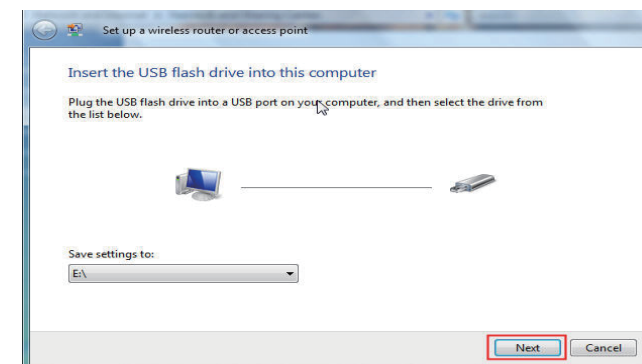 Set up a wireless router or access point
Insert the USB flash drive into this computer
Plug the USB flash drive into a USB port on your computer, and then select the drive from
the list below.
Save settings to:
E:\
Next
Cancel